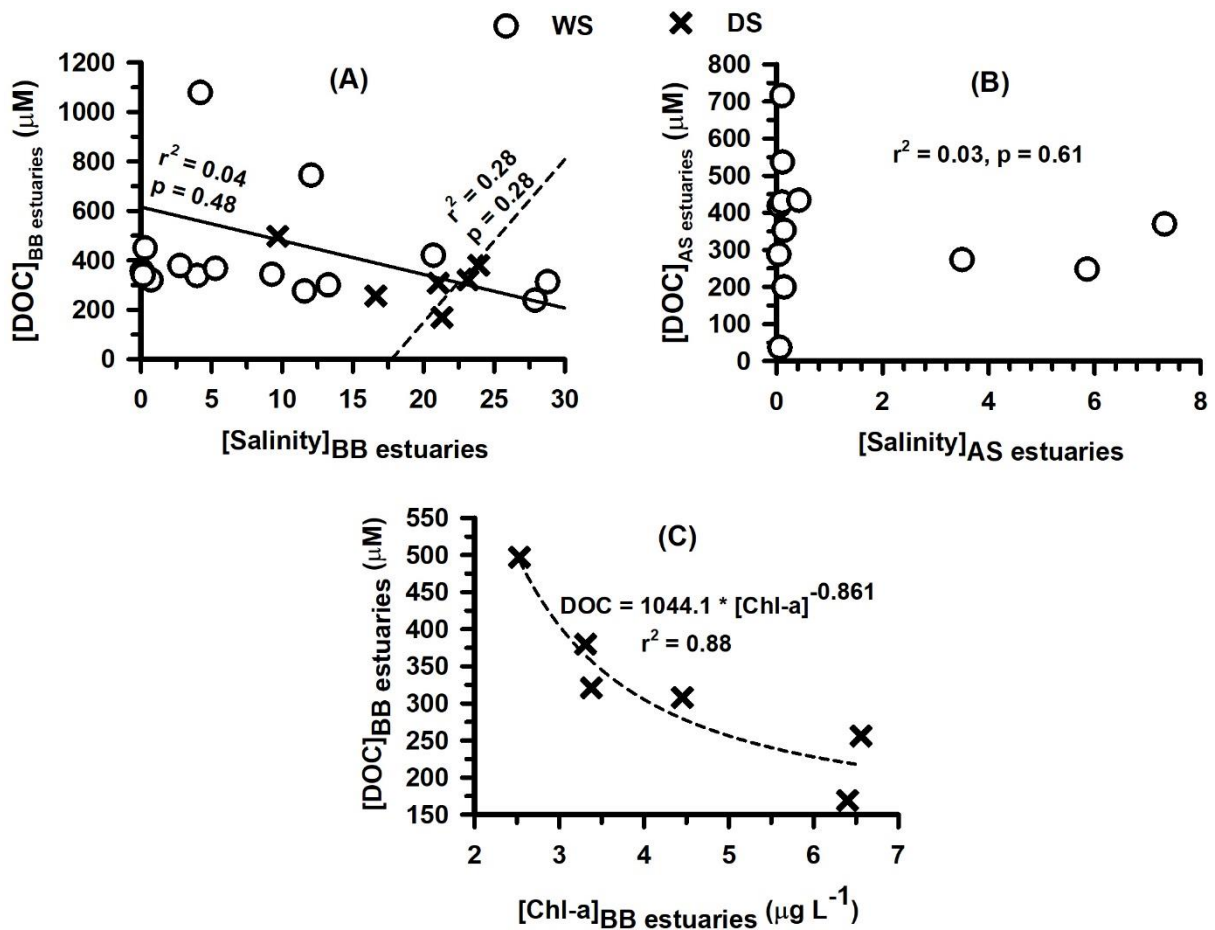 WS DS
(A)
[DOC]BB estuaries (μM)
1200
1000
800
600
400
200
0
r² = 0.04
p = 0.48
r² = 0.28
p = 0.28
0 5 10 15 20 25 30
[Salinity]BB estuaries
(B)
[DOC]AS estuaries (μM)
800
700
600
500
400
300
200
100
0
r² = 0.03, p = 0.61
0 2 4 6 8
[Salinity]AS estuaries
(C)
[DOC]BB estuaries (μM)
550
500
450
400
350
300
250
200
150
DOC = 1044.1 * [Chl-a]^-0.861
r² = 0.88
2 3 4 5 6 7
[Chl-a]BB estuaries (μg L⁻¹)